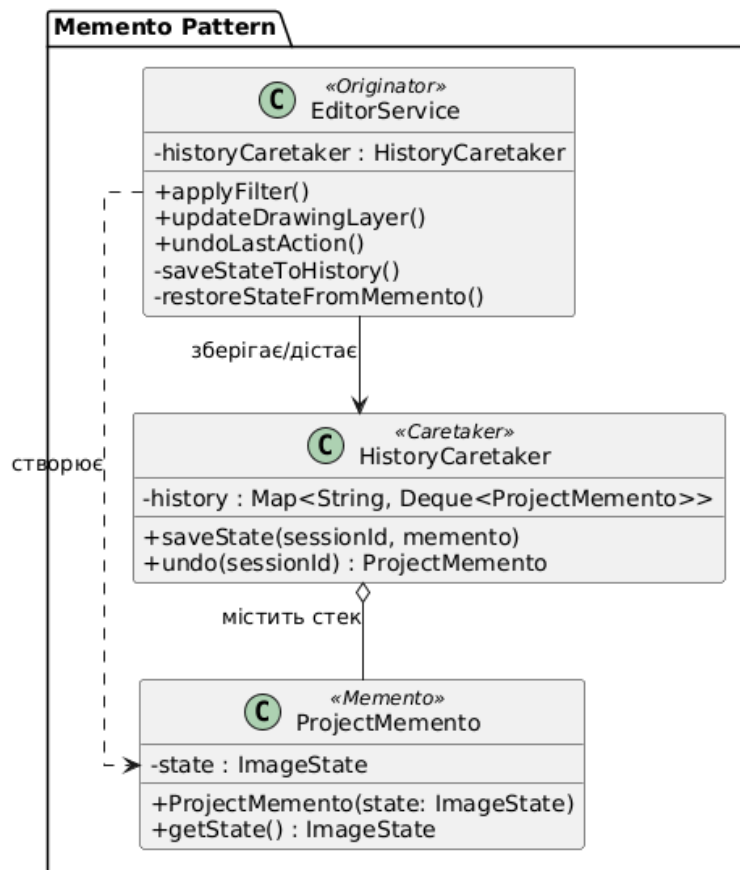 Memento Pattern
«Originator»
C EditorService
-historyCaretaker : HistoryCaretaker
+applyFilter()
+updateDrawingLayer()
+undoLastAction()
-saveStateToHistory()
-restoreStateFromMemento()
зберігає/дістає
«Caretaker»
C HistoryCaretaker
створює
-history : Map<String, Deque<ProjectMemento>>
+saveState(sessionId, memento)
+undo(sessionId) : ProjectMemento
містить стек
«Memento»
C ProjectMemento
-state : ImageState
+ProjectMemento(state: ImageState)
+getState() : ImageState